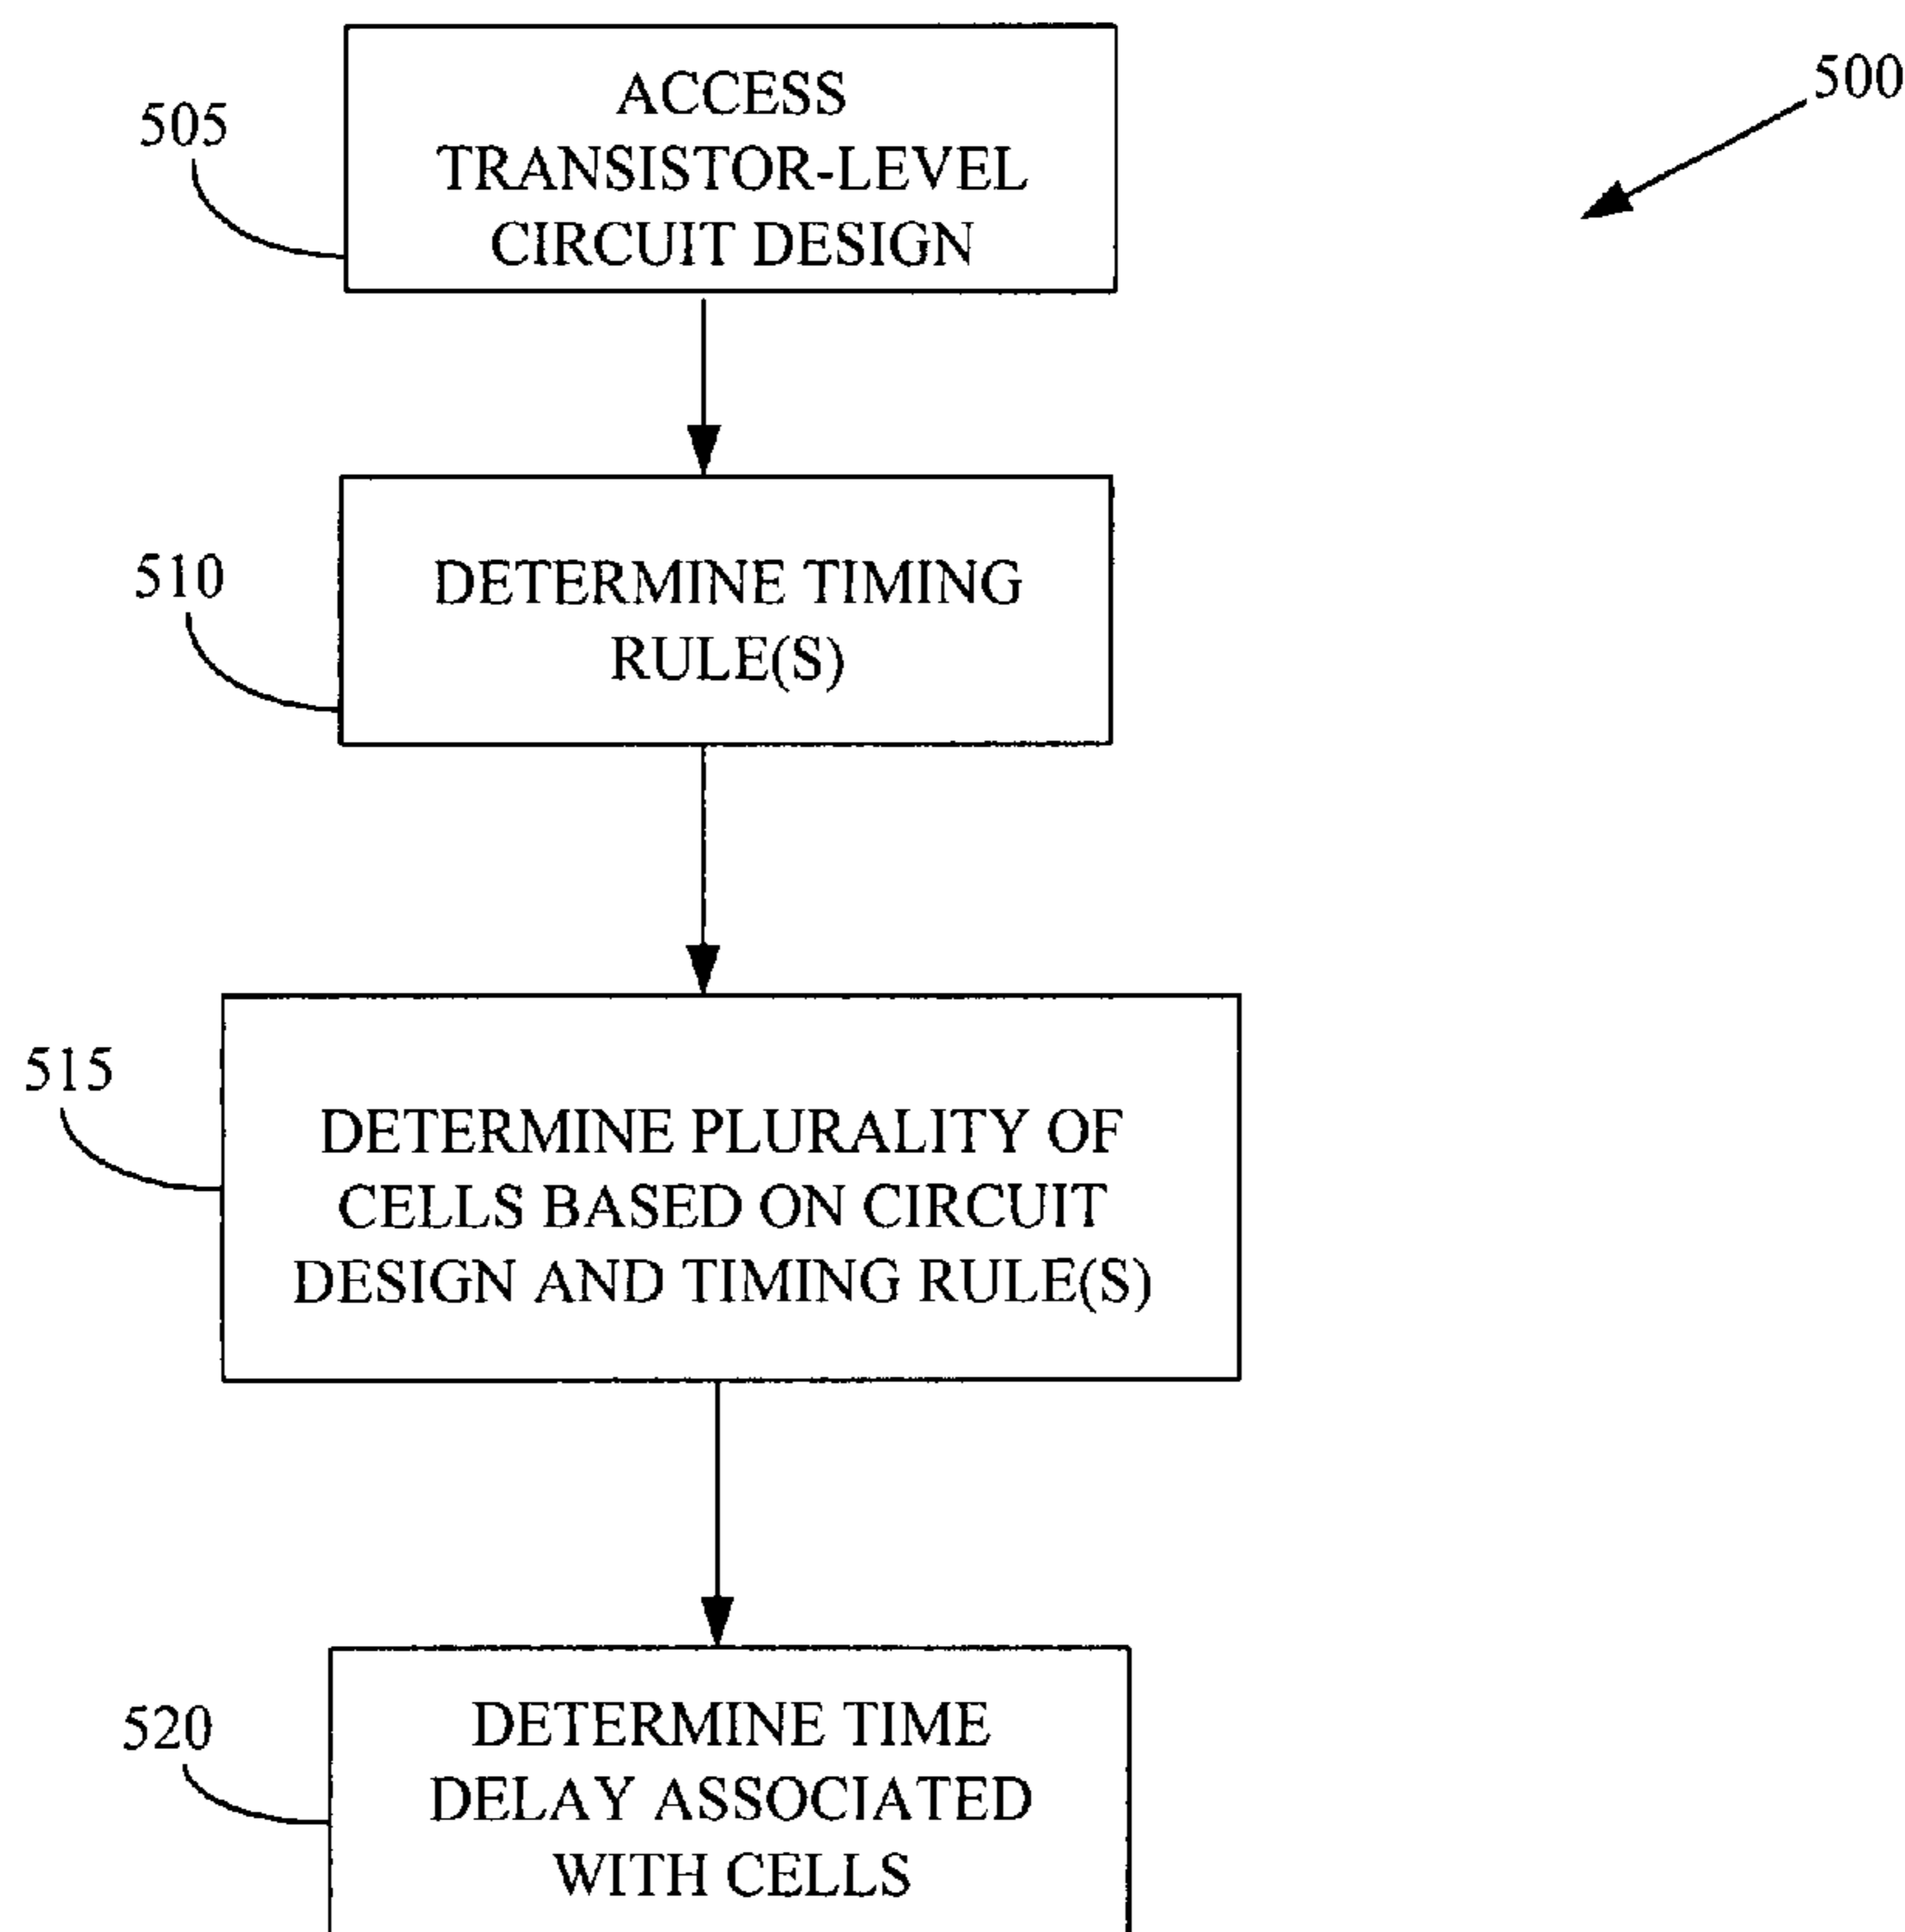 500
505
ACCESS
TRANSISTOR-LEVEL
CIRCUIT DESIGN
510
DETERMINE TIMING
RULE(S)
515
DETERMINE PLURALITY OF
CELLS BASED ON CIRCUIT
DESIGN AND TIMING RULE(S)
520
DETERMINE TIME
DELAY ASSOCIATED
WITH CELLS